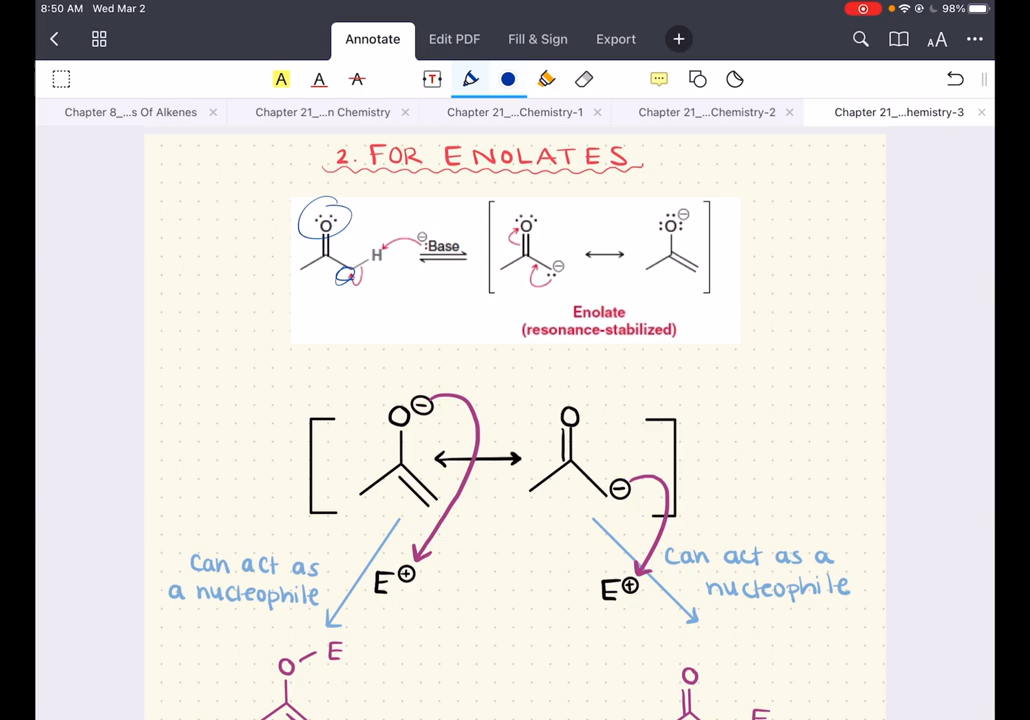 8:50 AM Wed Mar 2
98%
Annotate Edit PDF Fill & Sign Export
A A A T AA
Chapter 8_...s Of Alkenes Chapter 21_...n Chemistry Chapter 21_...Chemistry-1 Chapter 21_...Chemistry-2 Chapter 21_...hemistry-3
2. FOR ENOLATES
O H ⊖ :Base O ⊖ O ⊖
Enolate
(resonance-stabilized)
O ⊖ O ⊖
Can act as
a nucleophile
E ⊕
E ⊕
Can act as a
nucleophile
O - E
O
E